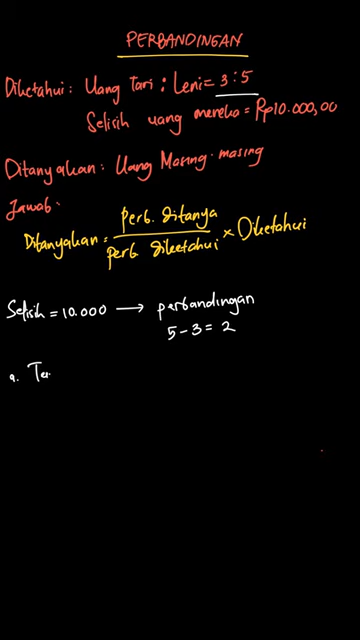 PERBANDINGAN
Diketahui: Uang Tari : Leni = 3 : 5
Selisih uang mereka = Rp10.000,00
Ditanyakan: Uang Masing-masing
Jawab:
Ditanyakan = perb. ditanya / perb. diketahui × Diketahui
Selisih = 10.000 → perbandingan
5 - 3 = 2
a. Ta